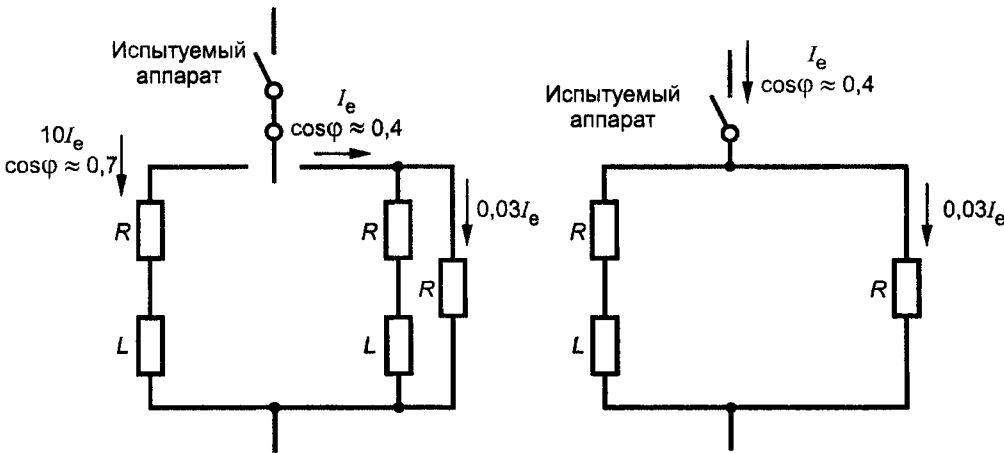 Испытуемый
аппарат
I_e
cosφ ≈ 0,4
10I_e
cosφ ≈ 0,7
R
L
R
L
R
0,03I_e
Испытуемый
аппарат
I_e
cosφ ≈ 0,4
R
L
R
0,03I_e